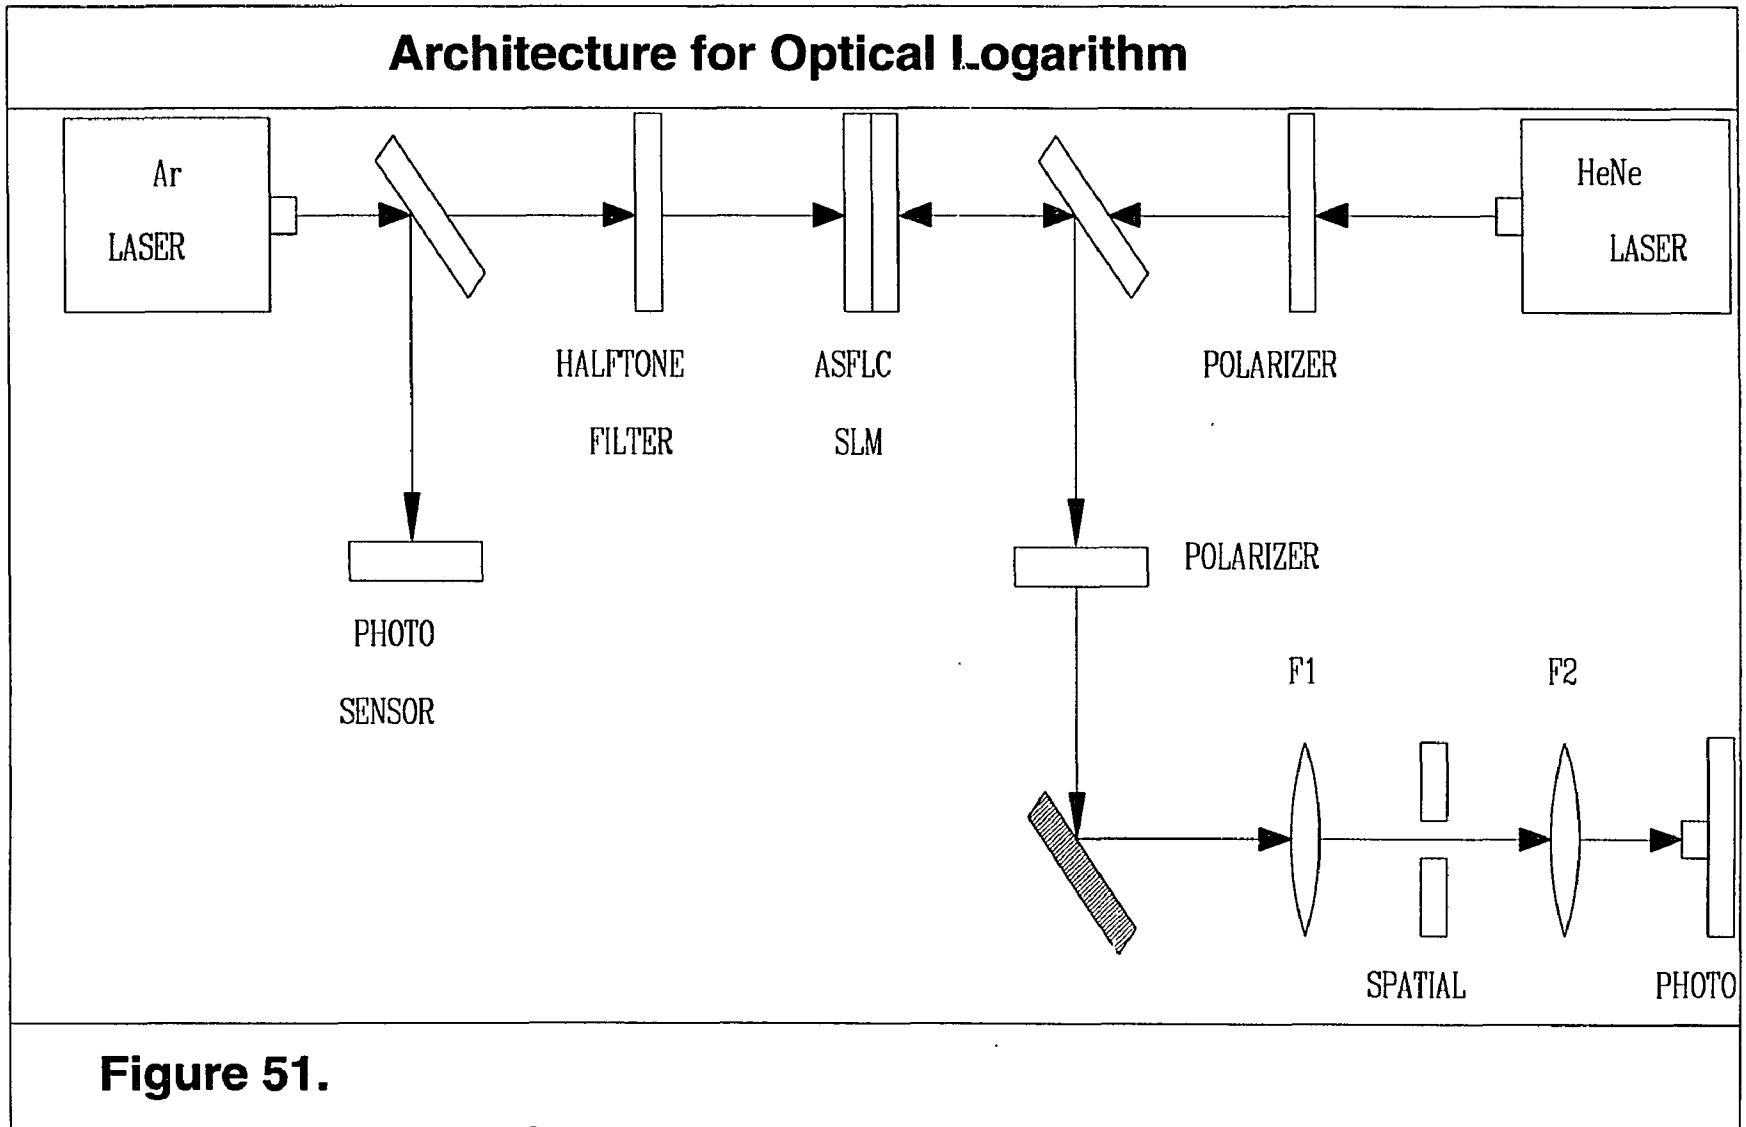 Architecture for Optical Logarithm
Ar
LASER
HeNe
LASER
HALFTONE
FILTER
ASFLC
SLM
POLARIZER
POLARIZER
PHOTO
SENSOR
F1
F2
SPATIAL
PHOTO
Figure 51.